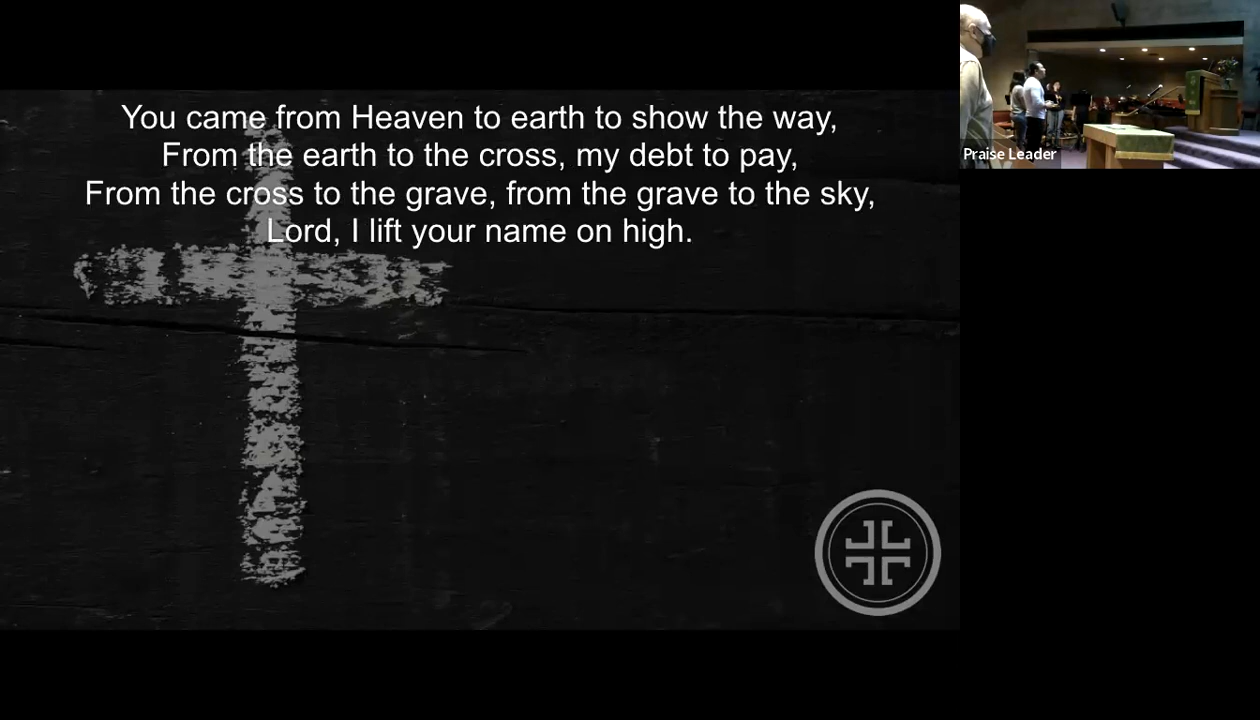 You came from Heaven to earth to show the way,
From the earth to the cross, my debt to pay,
From the cross to the grave, from the grave to the sky,
Lord, I lift your name on high.
Praise Leader